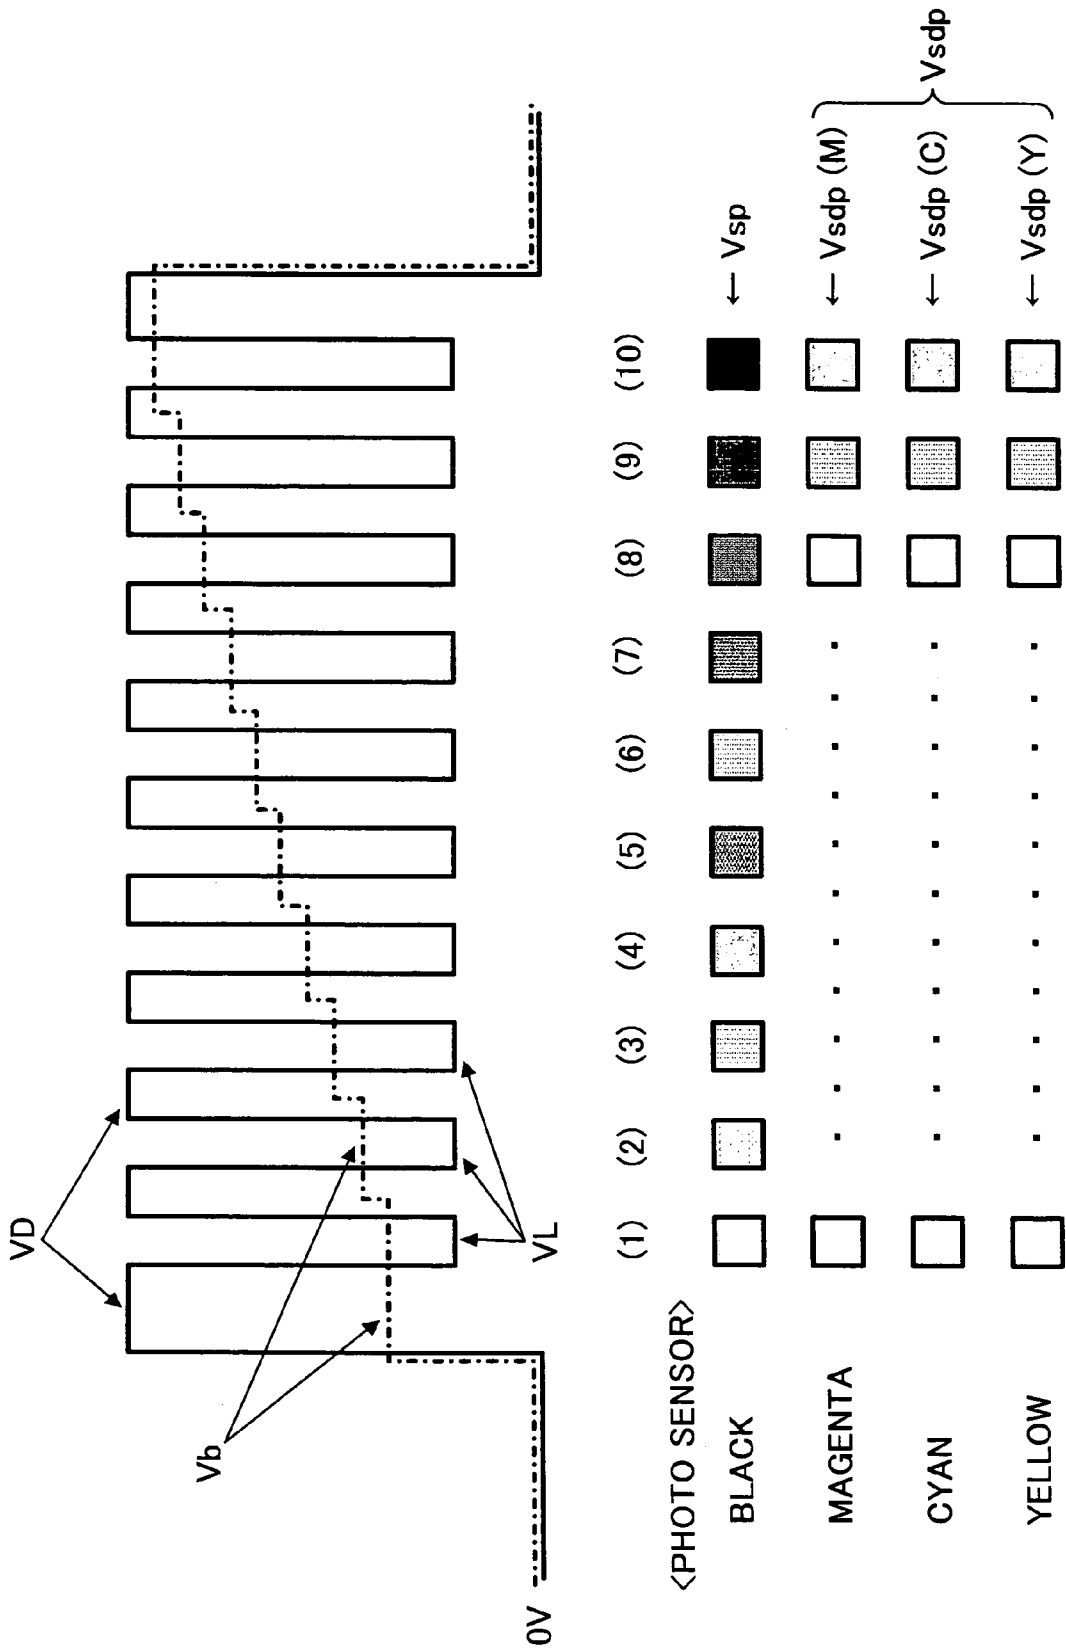 VD
Vb
VL
0V
(1) (2) (3) (4) (5) (6) (7) (8) (9) (10)
<PHOTO SENSOR>
BLACK ← Vsp
MAGENTA ← Vsdp (M)
CYAN ← Vsdp (C)
YELLOW ← Vsdp (Y)
Vsdp